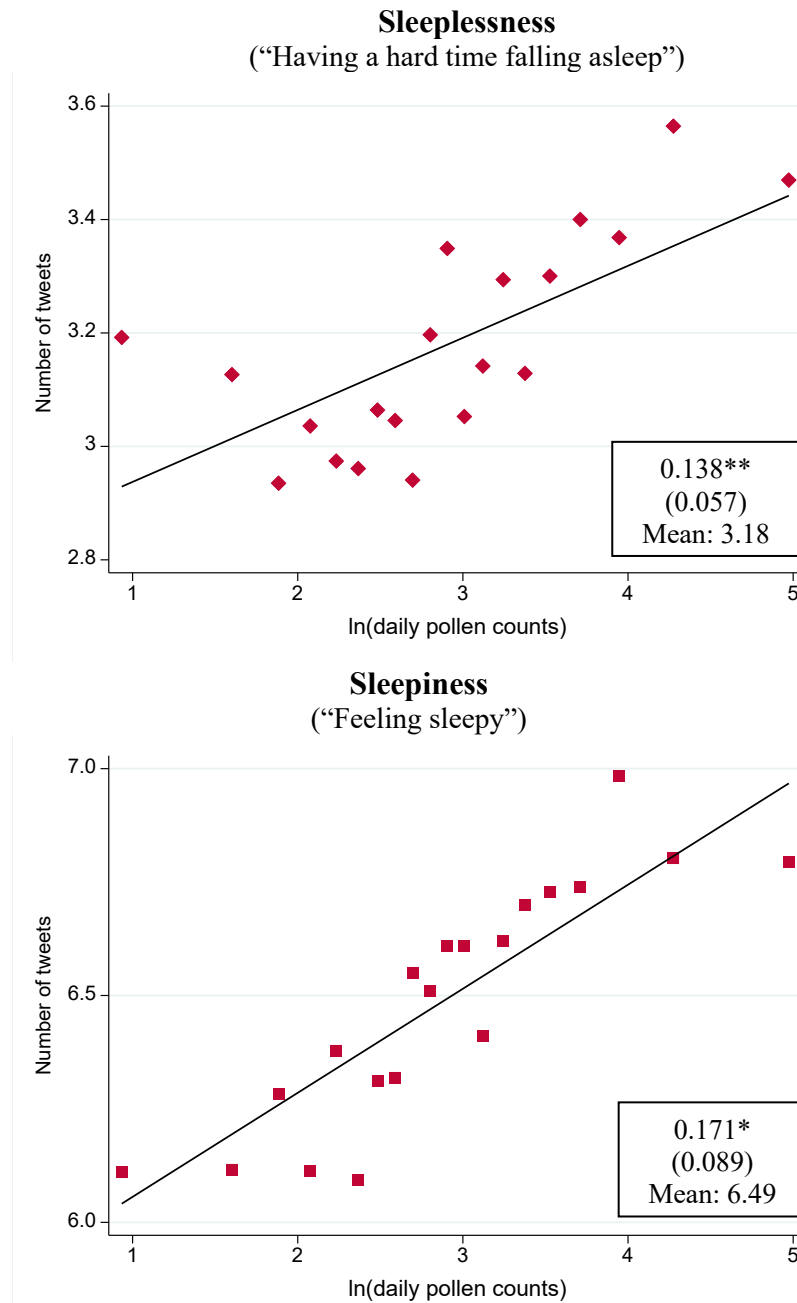 Sleeplessness
(“Having a hard time falling asleep”)
3.6
3.4
3.2
3
2.8
Number of tweets
0.138**
(0.057)
Mean: 3.18
1 2 3 4 5
ln(daily pollen counts)
Sleepiness
(“Feeling sleepy”)
7.0
6.5
6.0
Number of tweets
0.171*
(0.089)
Mean: 6.49
1 2 3 4 5
ln(daily pollen counts)